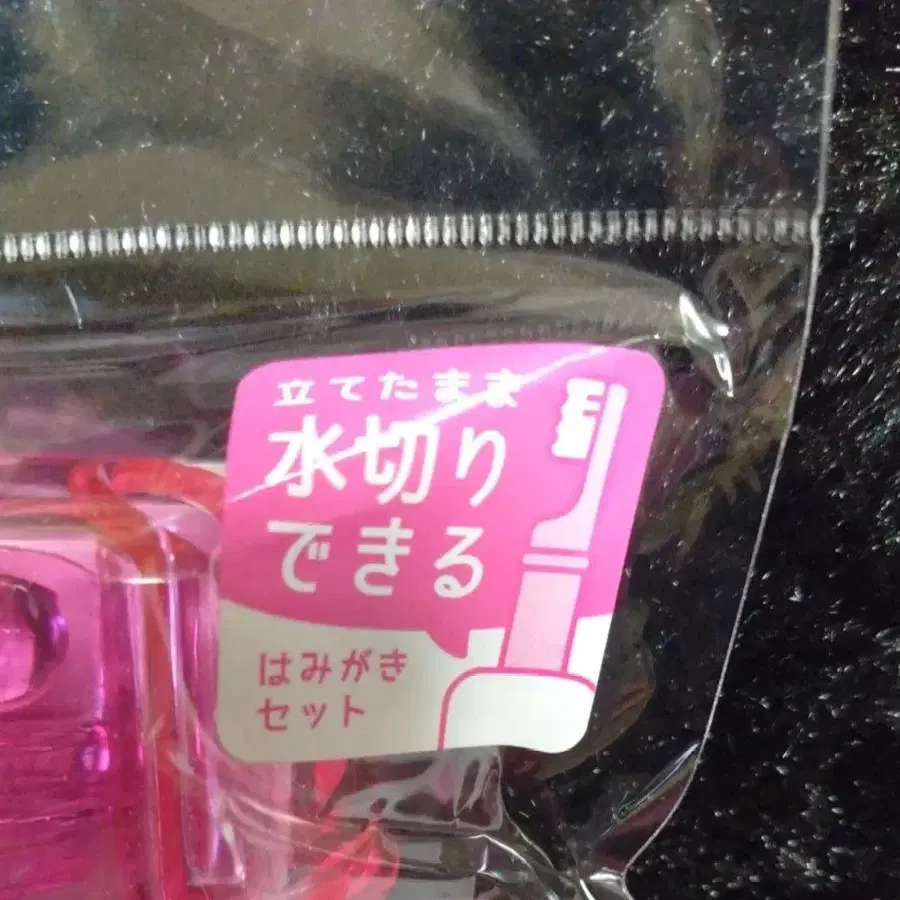 立てたまま
水切り
できる
はみがき
セット